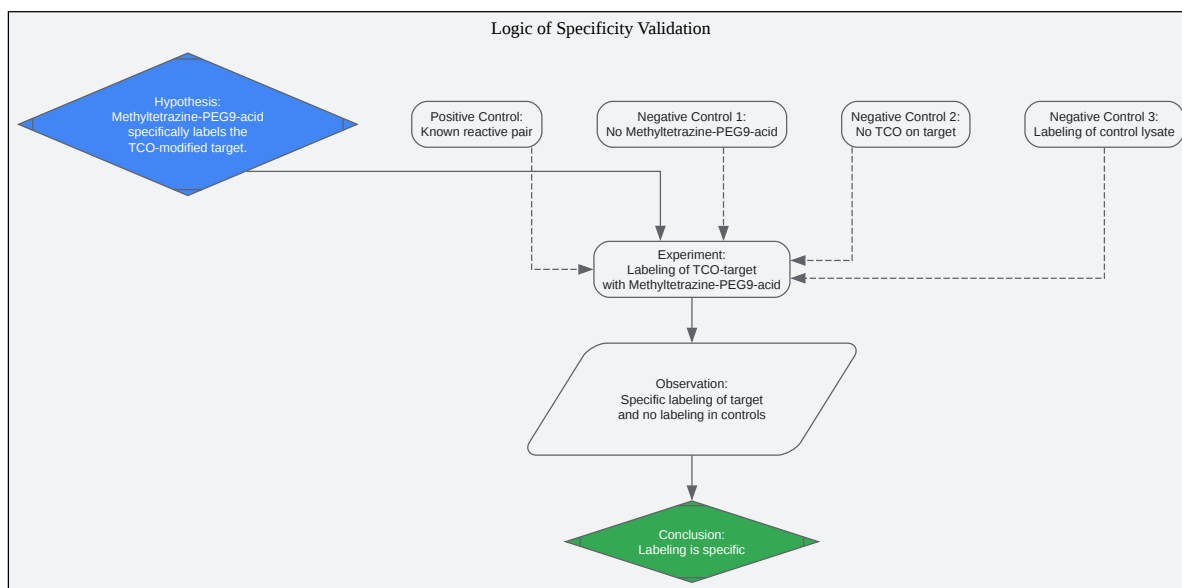 Logic of Specificity Validation
Hypothesis:
Methyltetrazine-PEG9-acid
specifically labels the
TCO-modified target.
Positive Control:
Known reactive pair
Negative Control 1:
No Methyltetrazine-PEG9-acid
Negative Control 2:
No TCO on target
Negative Control 3:
Labeling of control lysate
Experiment:
Labeling of TCO-target
with Methyltetrazine-PEG9-acid
Observation:
Specific labeling of target
and no labeling in controls
Conclusion:
Labeling is specific